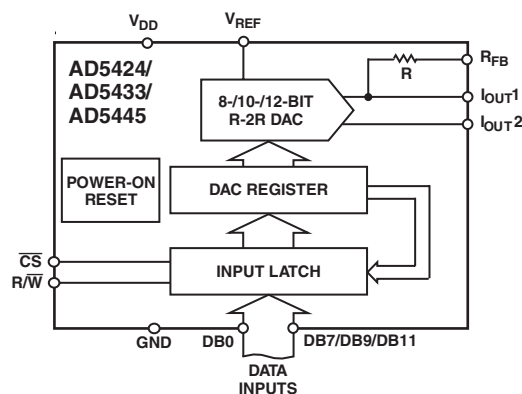 VDD
VREF
AD5424/
AD5433/
AD5445
8-/10-/12-BIT
R-2R DAC
R
RFB
IOUT1
IOUT2
POWER-ON
RESET
DAC REGISTER
CS
R/W
INPUT LATCH
GND
DB0
DB7/DB9/DB11
DATA
INPUTS